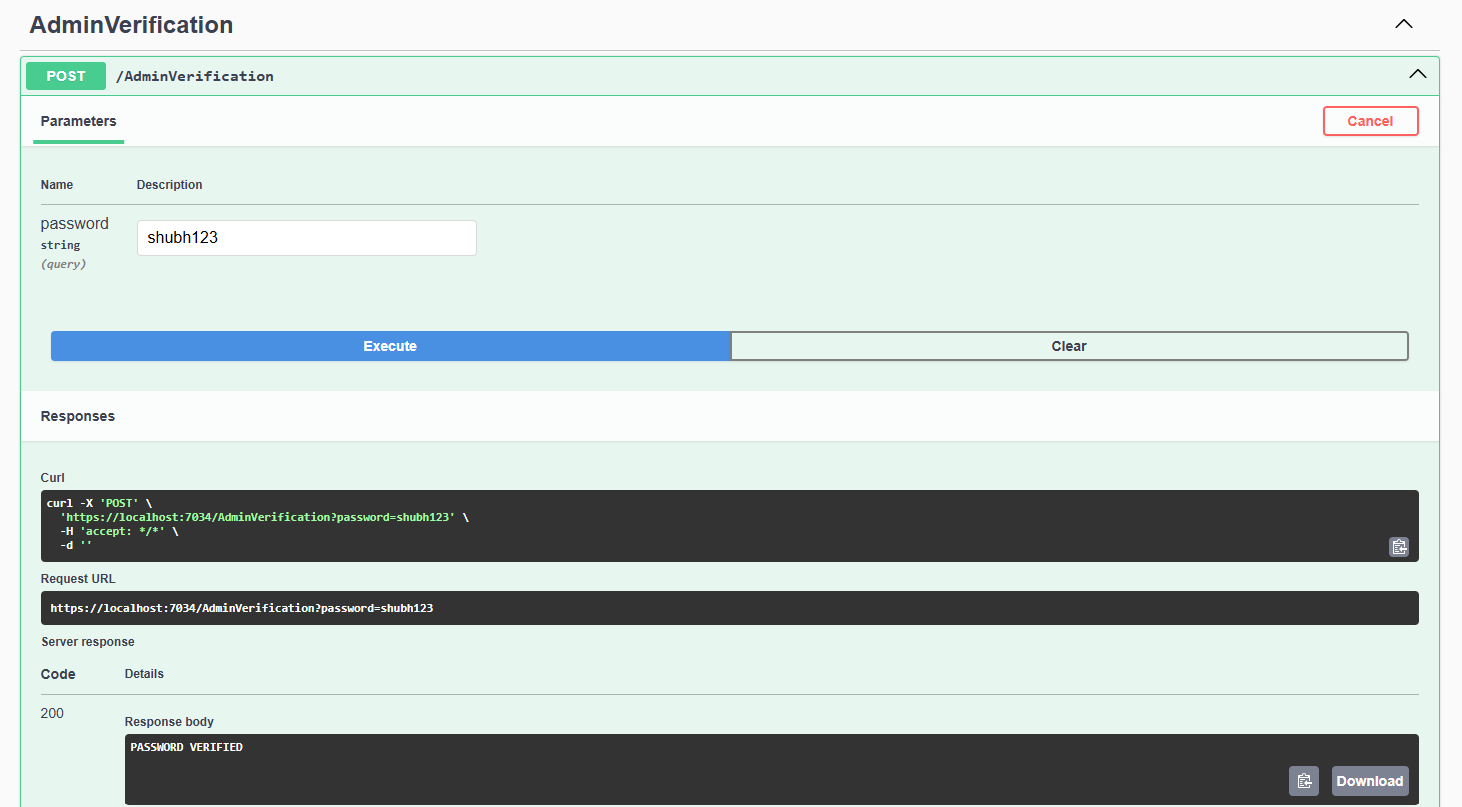 AdminVerification
POST /AdminVerification
Parameters
Cancel
Name Description
password
string
(query)
shubh123
Execute
Clear
Responses
Curl
curl -X 'POST' \
'https://localhost:7034/AdminVerification?password=shubh123' \
-H 'accept: */*' \
-d ''
Request URL
https://localhost:7034/AdminVerification?password=shubh123
Server response
Code Details
200
Response body
PASSWORD VERIFIED
Download